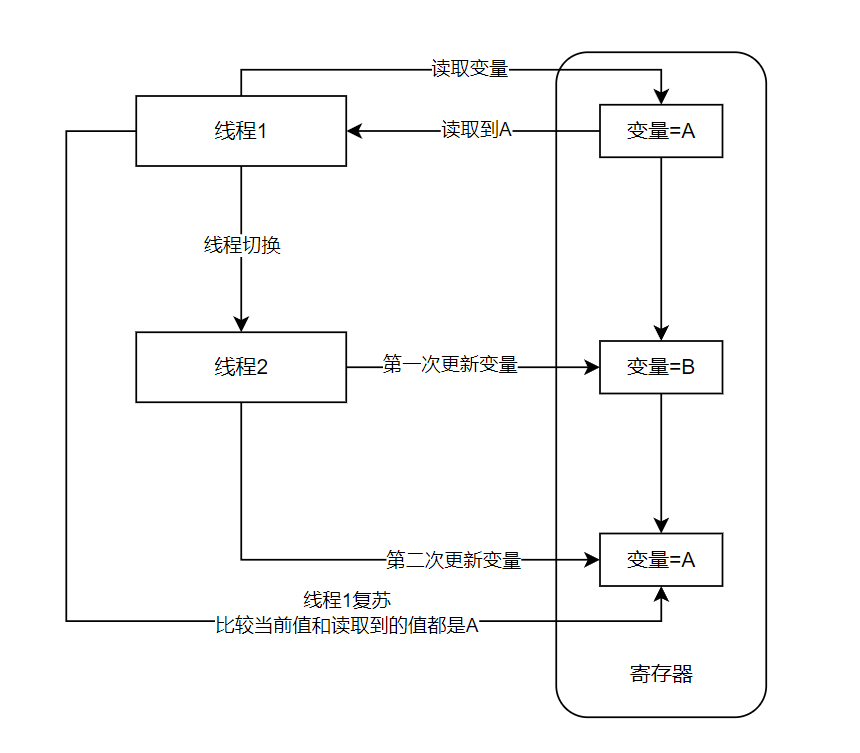 读取变量
线程1
读取到A
变量=A
线程切换
线程2
第一次更新变量
变量=B
第二次更新变量
变量=A
线程1复苏
比较当前值和读取到的值都是A
寄存器